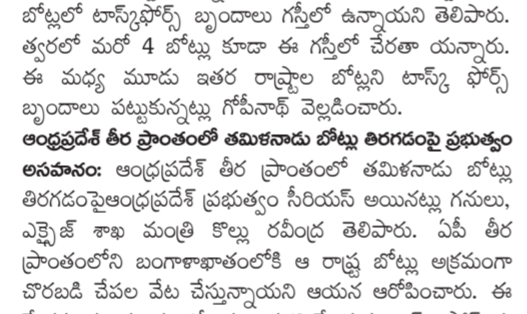 బోట్లలో టాస్క్‌ఫోర్స్ బృందాలు గస్తీలో ఉన్నాయని తెలిపారు.
త్వరలో మరో 4 బోట్లు కూడా ఈ గస్తీలో చేరతా యన్నారు.
ఈ మధ్య మూడు ఇతర రాష్ట్రాల బోట్లని టాస్క్ ఫోర్స్
బృందాలు పట్టుకున్నట్లు గోపీనాథ్ వెల్లడించారు.
ఆంధ్రప్రదేశ్ తీర ప్రాంతంలో తమిళనాడు బోట్లు తిరగడంపై ప్రభుత్వం
అసహనం: ఆంధ్రప్రదేశ్ తీర ప్రాంతంలో తమిళనాడు బోట్లు
తిరగడంపైఆంధ్రప్రదేశ్ ప్రభుత్వం సీరియస్ అయినట్లు గనులు,
ఎక్సైజ్ శాఖ మంత్రి కొల్లు రవీంద్ర తెలిపారు. ఏపీ తీర
ప్రాంతంలోని బంగాళాఖాతంలోకి ఆ రాష్ట్ర బోట్లు అక్రమంగా
చొరబడి చేపల వేట చేస్తున్నాయని ఆయన ఆరోపించారు. ఈ